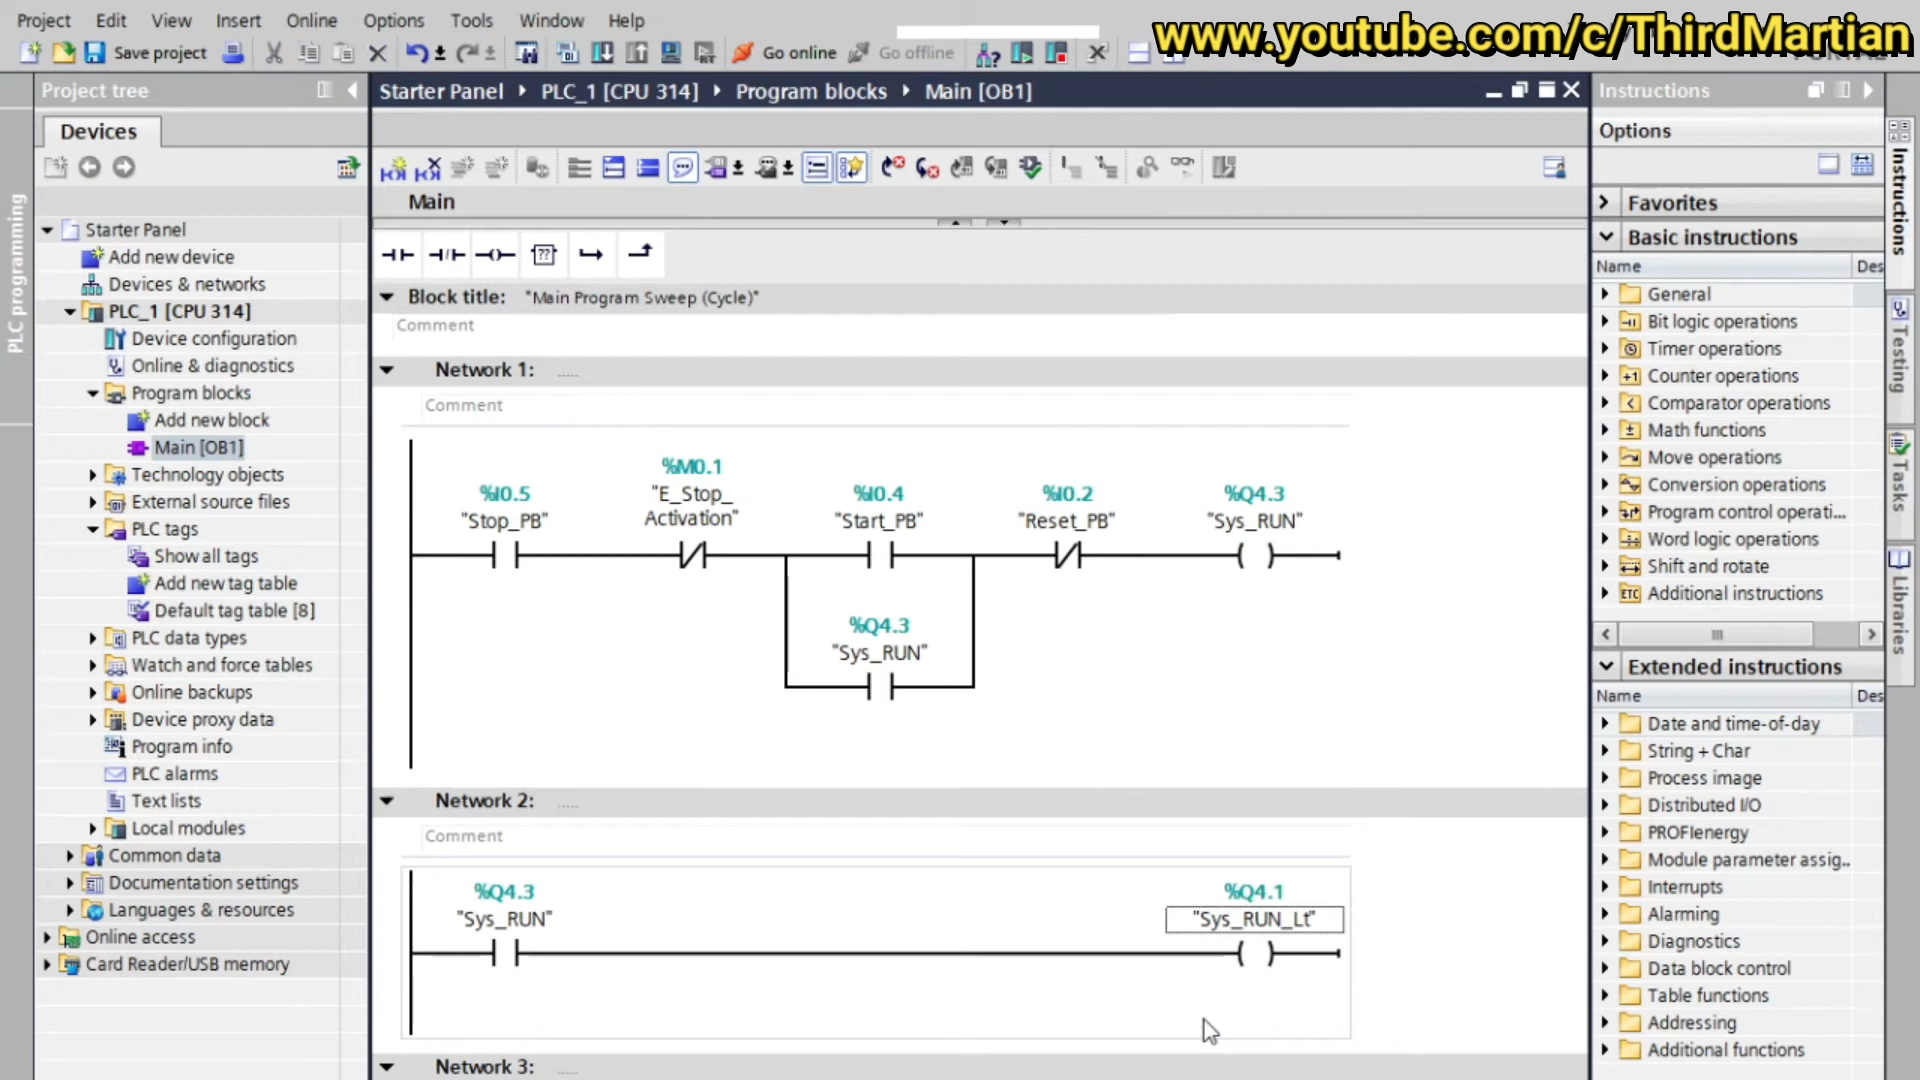 Project Edit View Insert Online Options Tools Window Help
www.youtube.com/c/ThirdMartian
Save project Go online Go offline
Project tree
Starter Panel PLC_1 [CPU 314] Program blocks Main [OB1]
Instructions
Devices
Options
Main
PLC programming
Starter Panel
Add new device
Devices & networks
PLC_1 [CPU 314]
Device configuration
Online & diagnostics
Program blocks
Add new block
Main [OB1]
Technology objects
External source files
PLC tags
Show all tags
Add new tag table
Default tag table [8]
PLC data types
Watch and force tables
Online backups
Device proxy data
Program info
PLC alarms
Text lists
Local modules
Common data
Documentation settings
Languages & resources
Online access
Card Reader/USB memory
??
Block title: "Main Program Sweep (Cycle)"
Comment
Network 1: .....
Comment
%I0.5
"Stop_PB"
%M0.1
"E_Stop_
Activation"
%I0.4
"Start_PB"
%I0.2
"Reset_PB"
%Q4.3
"Sys_RUN"
%Q4.3
"Sys_RUN"
Network 2: .....
Comment
%Q4.3
"Sys_RUN"
%Q4.1
"Sys_RUN_Lt"
Network 3: .....
Favorites
Basic instructions
Name Des
General
Bit logic operations
Timer operations
Counter operations
Comparator operations
Math functions
Move operations
Conversion operations
Program control operati...
Word logic operations
Shift and rotate
Additional instructions
Extended instructions
Name Des
Date and time-of-day
String + Char
Process image
Distributed I/O
PROFIenergy
Module parameter assig..
Interrupts
Alarming
Diagnostics
Data block control
Table functions
Addressing
Additional functions
Instructions
Testing
Tasks
Libraries